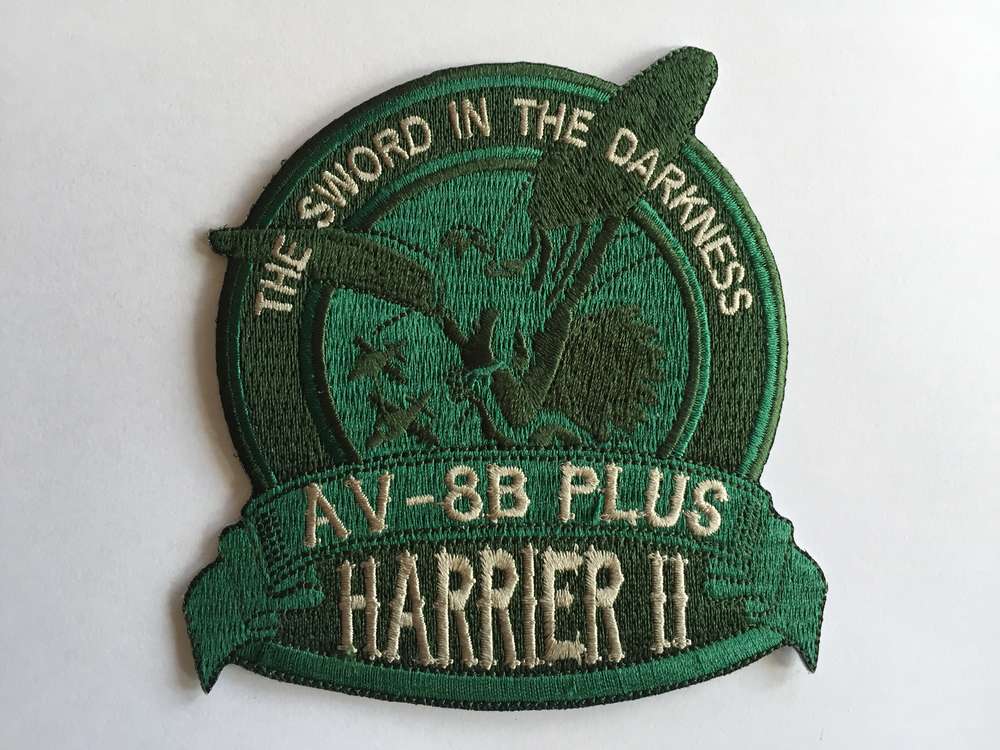 THE SWORD IN THE DARKNESS
AV-8B PLUS
HARRIER II